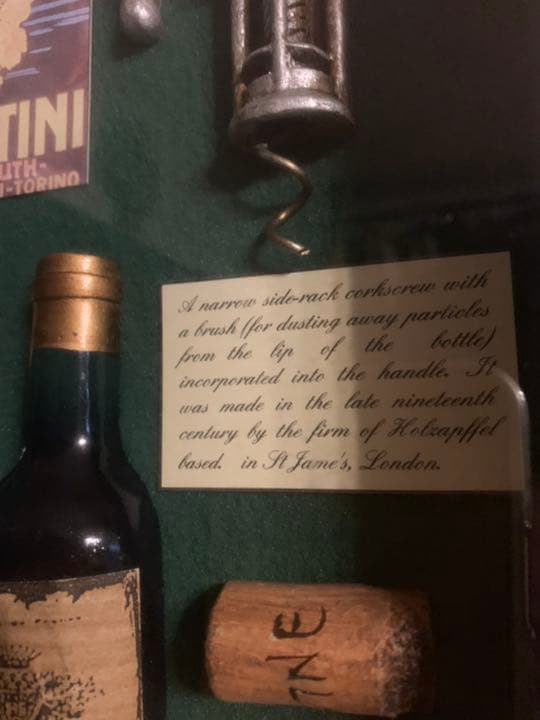 TINI
UTH-
I-TORINO
A narrow side-rack corkscrew with
a brush (for dusting away particles
from the lip of the bottle)
incorporated into the handle. It
was made in the late nineteenth
century by the firm of Holzapffel
based. in St Jame's, London.
INE